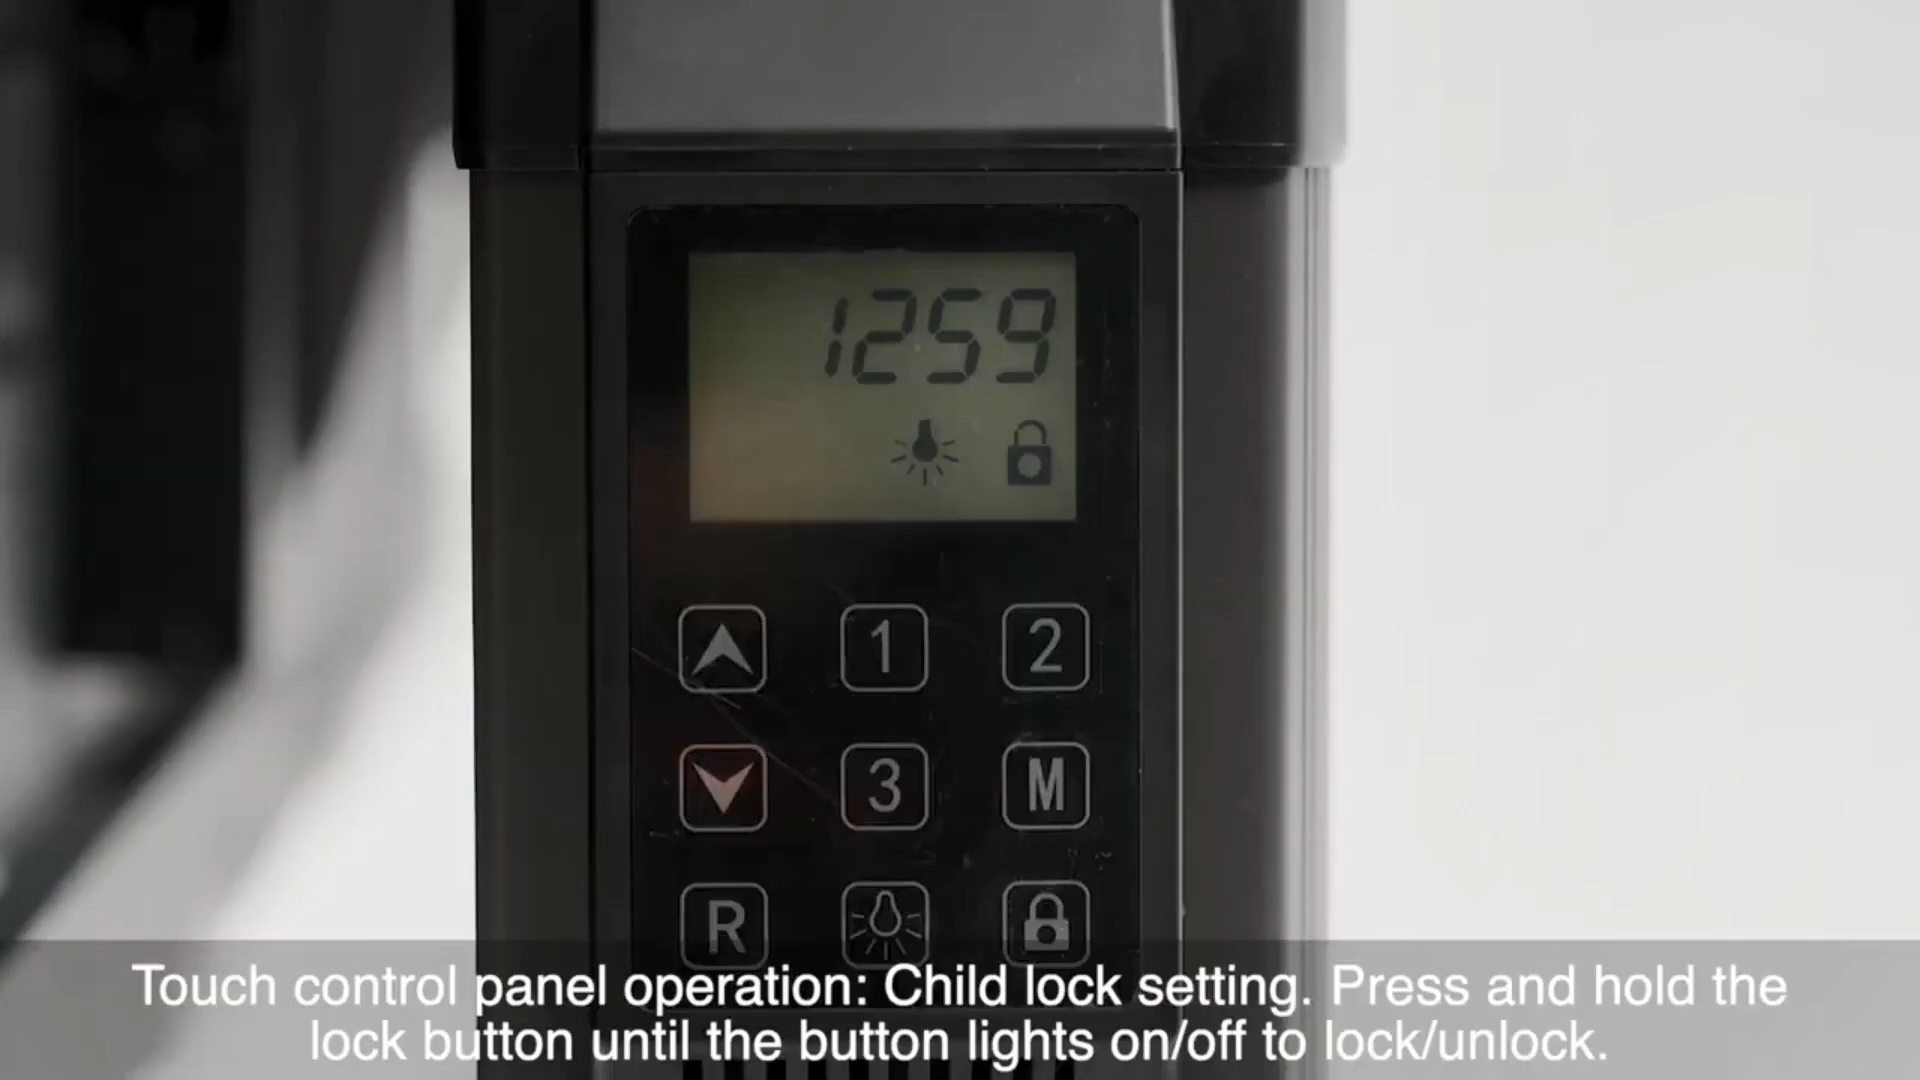 1259
1 2
3 M
R
Touch control panel operation: Child lock setting. Press and hold the
lock button until the button lights on/off to lock/unlock.